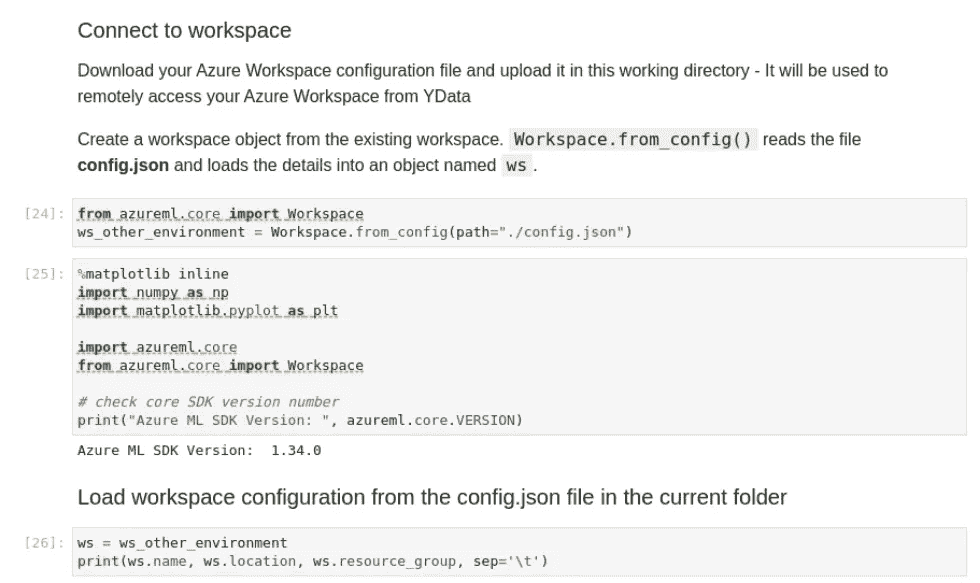 Connect to workspace
Download your Azure Workspace configuration file and upload it in this working directory - It will be used to
remotely access your Azure Workspace from YData
Create a workspace object from the existing workspace. Workspace.from_config() reads the file
config.json and loads the details into an object named ws .
[24]: from azureml.core import Workspace
ws_other_environment = Workspace.from_config(path="./config.json")
[25]: %matplotlib inline
import numpy as np
import matplotlib.pyplot as plt
import azureml.core
from azureml.core import Workspace
# check core SDK version number
print("Azure ML SDK Version: ", azureml.core.VERSION)
Azure ML SDK Version:  1.34.0
Load workspace configuration from the config.json file in the current folder
[26]: ws = ws_other_environment
print(ws.name, ws.location, ws.resource_group, sep='\t')